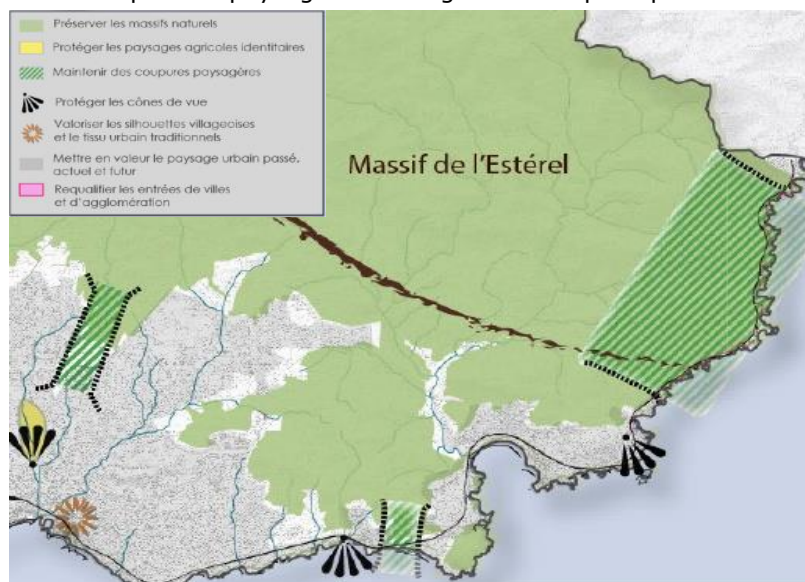 Préserver les massifs naturels
Protéger les paysages agricoles identitaires
Maintenir des coupures paysagères
Protéger les cônes de vue
Valoriser les silhouettes villageoises
et le tissu urbain traditionnels
Mettre en valeur le paysage urbain passé,
actuel et futur
Requalifier les entrées de villes
et d'agglomération
Massif de l'Estérel